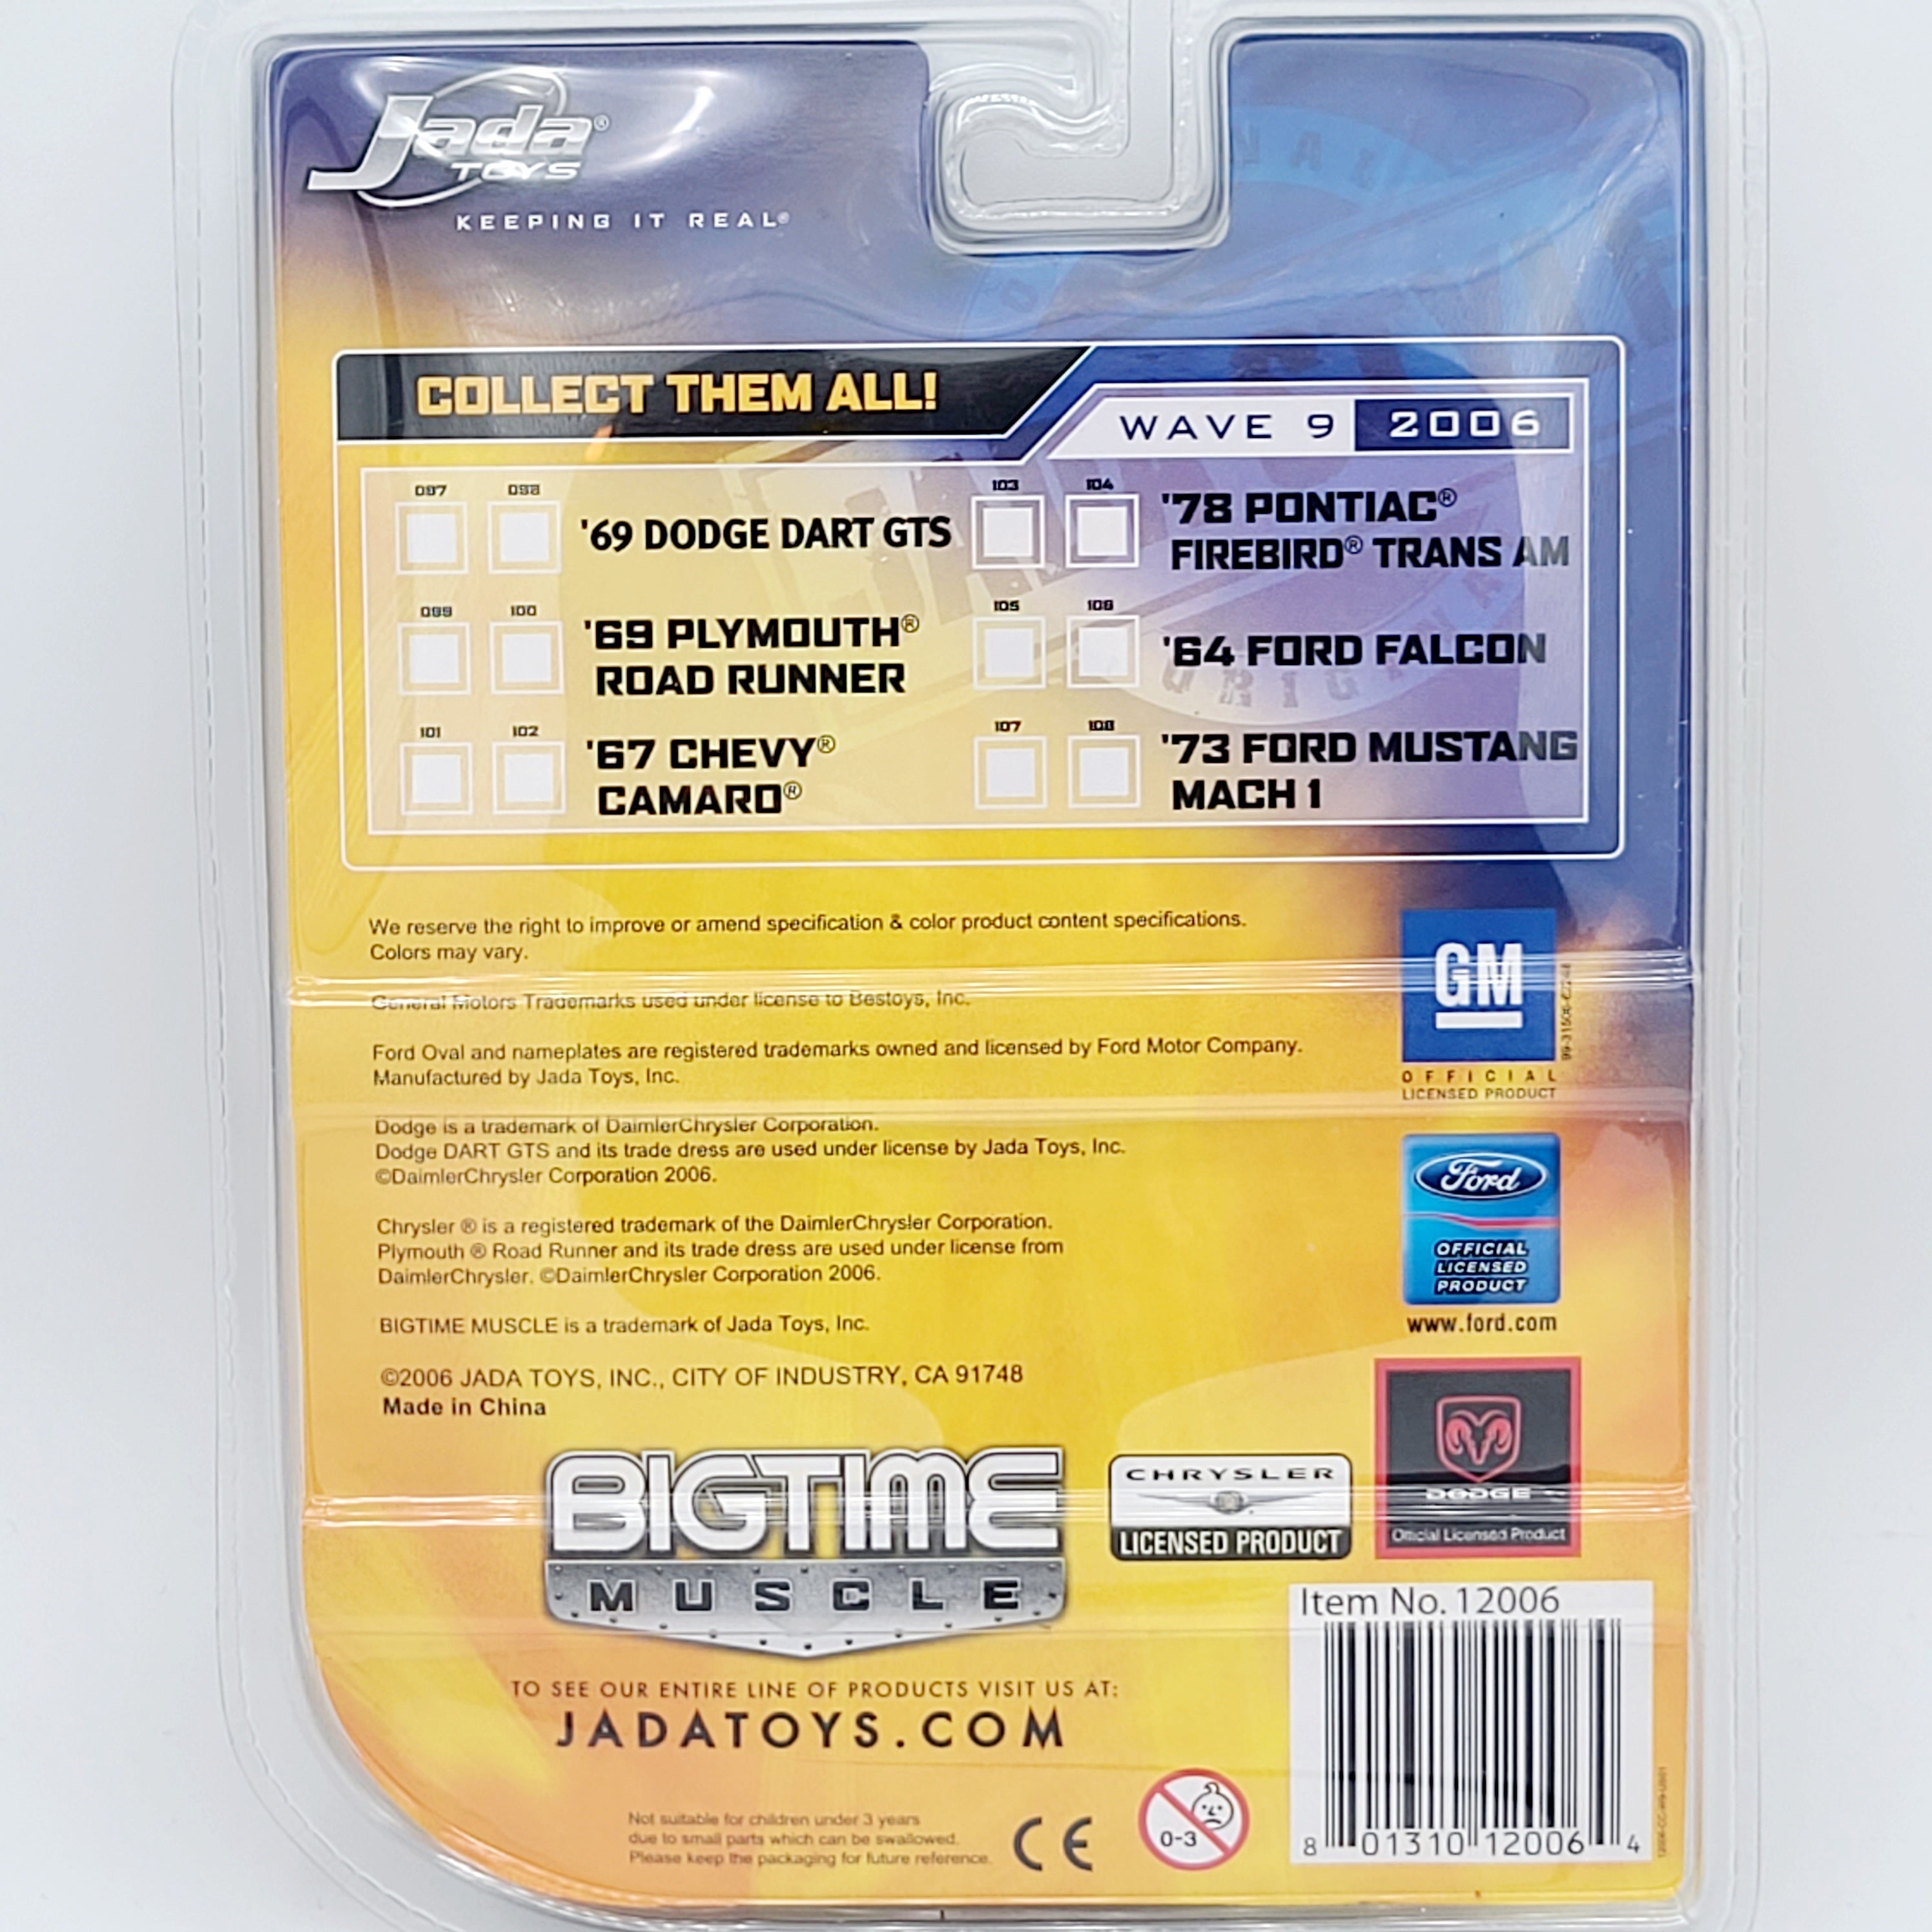 Jada®
TOYS
KEEPING IT REAL®
COLLECT THEM ALL!
WAVE 9 2006
097 098
'69 DODGE DART GTS
099 100
'69 PLYMOUTH®
ROAD RUNNER
101 102
'67 CHEVY®
CAMARO®
103 104
'78 PONTIAC®
FIREBIRD® TRANS AM
105 106
'64 FORD FALCON
107 108
'73 FORD MUSTANG
MACH 1
We reserve the right to improve or amend specification & color product content specifications.
Colors may vary.
General Motors Trademarks used under license to Bestoys, Inc.
Ford Oval and nameplates are registered trademarks owned and licensed by Ford Motor Company.
Manufactured by Jada Toys, Inc.
Dodge is a trademark of DaimlerChrysler Corporation.
Dodge DART GTS and its trade dress are used under license by Jada Toys, Inc.
©DaimlerChrysler Corporation 2006.
Chrysler ® is a registered trademark of the DaimlerChrysler Corporation.
Plymouth ® Road Runner and its trade dress are used under license from
DaimlerChrysler. ©DaimlerChrysler Corporation 2006.
BIGTIME MUSCLE is a trademark of Jada Toys, Inc.
©2006 JADA TOYS, INC., CITY OF INDUSTRY, CA 91748
Made in China
GM
OFFICIAL
LICENSED PRODUCT
Ford
OFFICIAL
LICENSED
PRODUCT
www.ford.com
DODGE
Official Licensed Product
CHRYSLER
LICENSED PRODUCT
BIGTIME
MUSCLE
TO SEE OUR ENTIRE LINE OF PRODUCTS VISIT US AT:
JADATOYS.COM
Not suitable for children under 3 years
due to small parts which can be swallowed.
Please keep the packaging for future reference.
CE
0-3
Item No. 12006
8 01310 12006 4